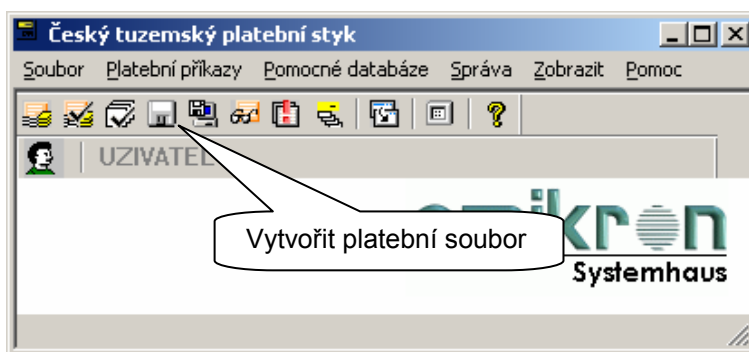 Český tuzemský platební styk
Soubor Platební příkazy Pomocné databáze Správa Zobrazit Pomoc
UZIVATEL
Vytvořit platební soubor
Systemhaus